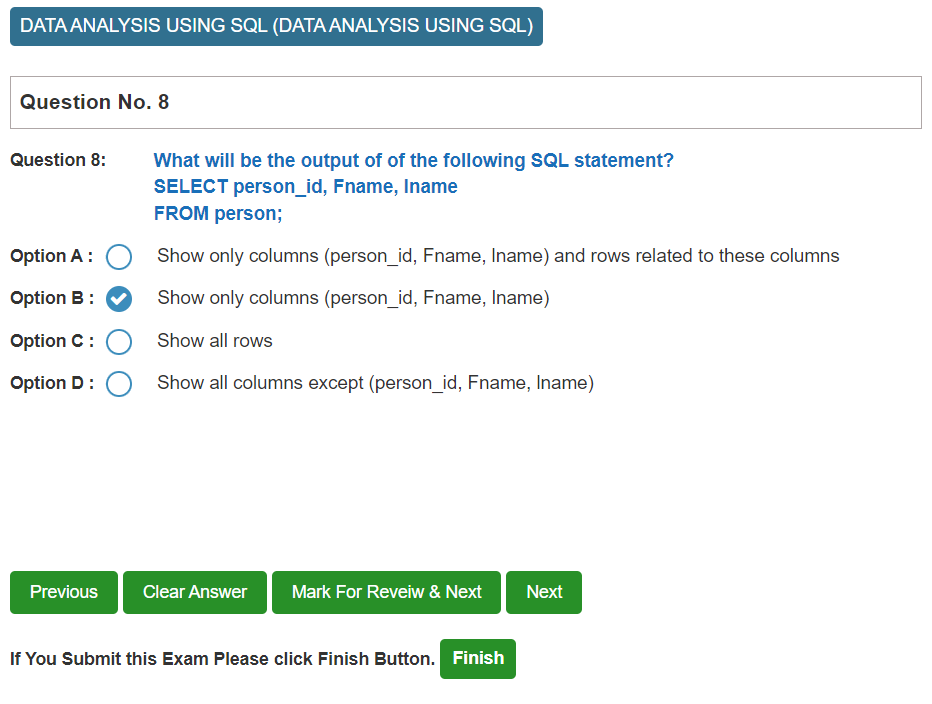 DATA ANALYSIS USING SQL (DATA ANALYSIS USING SQL)
Question No. 8
Question 8: What will be the output of of the following SQL statement?
SELECT person_id, Fname, lname
FROM person;
Option A : Show only columns (person_id, Fname, lname) and rows related to these columns
Option B : Show only columns (person_id, Fname, lname)
Option C : Show all rows
Option D : Show all columns except (person_id, Fname, lname)
Previous Clear Answer Mark For Reveiw & Next Next
If You Submit this Exam Please click Finish Button. Finish